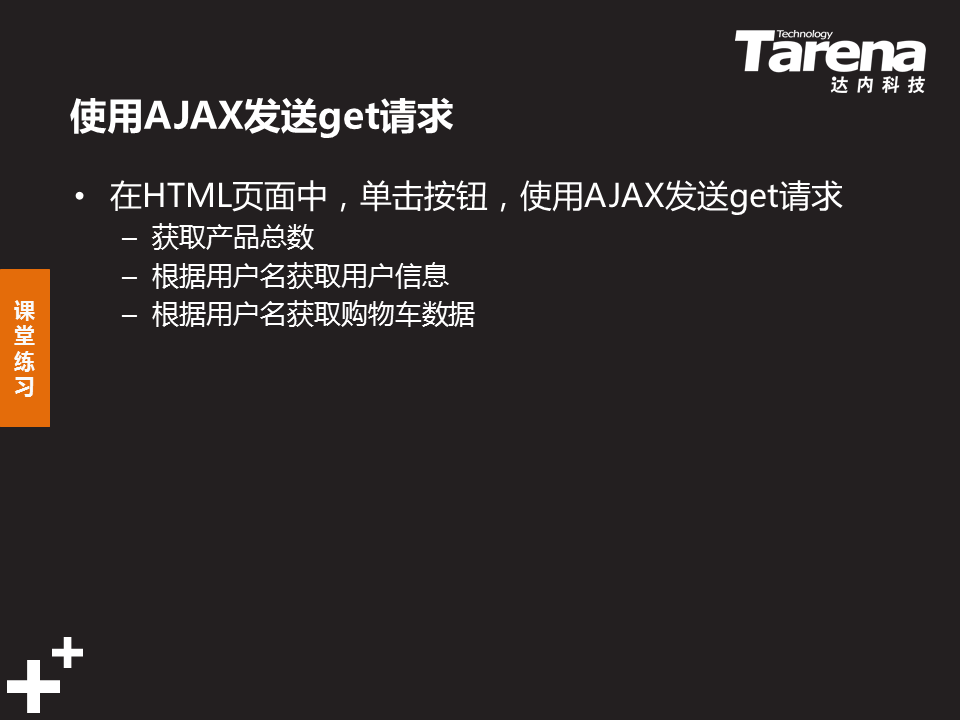 Technology
Tarena
达内科技
使用AJAX发送get请求
• 在HTML页面中，单击按钮，使用AJAX发送get请求
– 获取产品总数
– 根据用户名获取用户信息
– 根据用户名获取购物车数据
课
堂
练
习